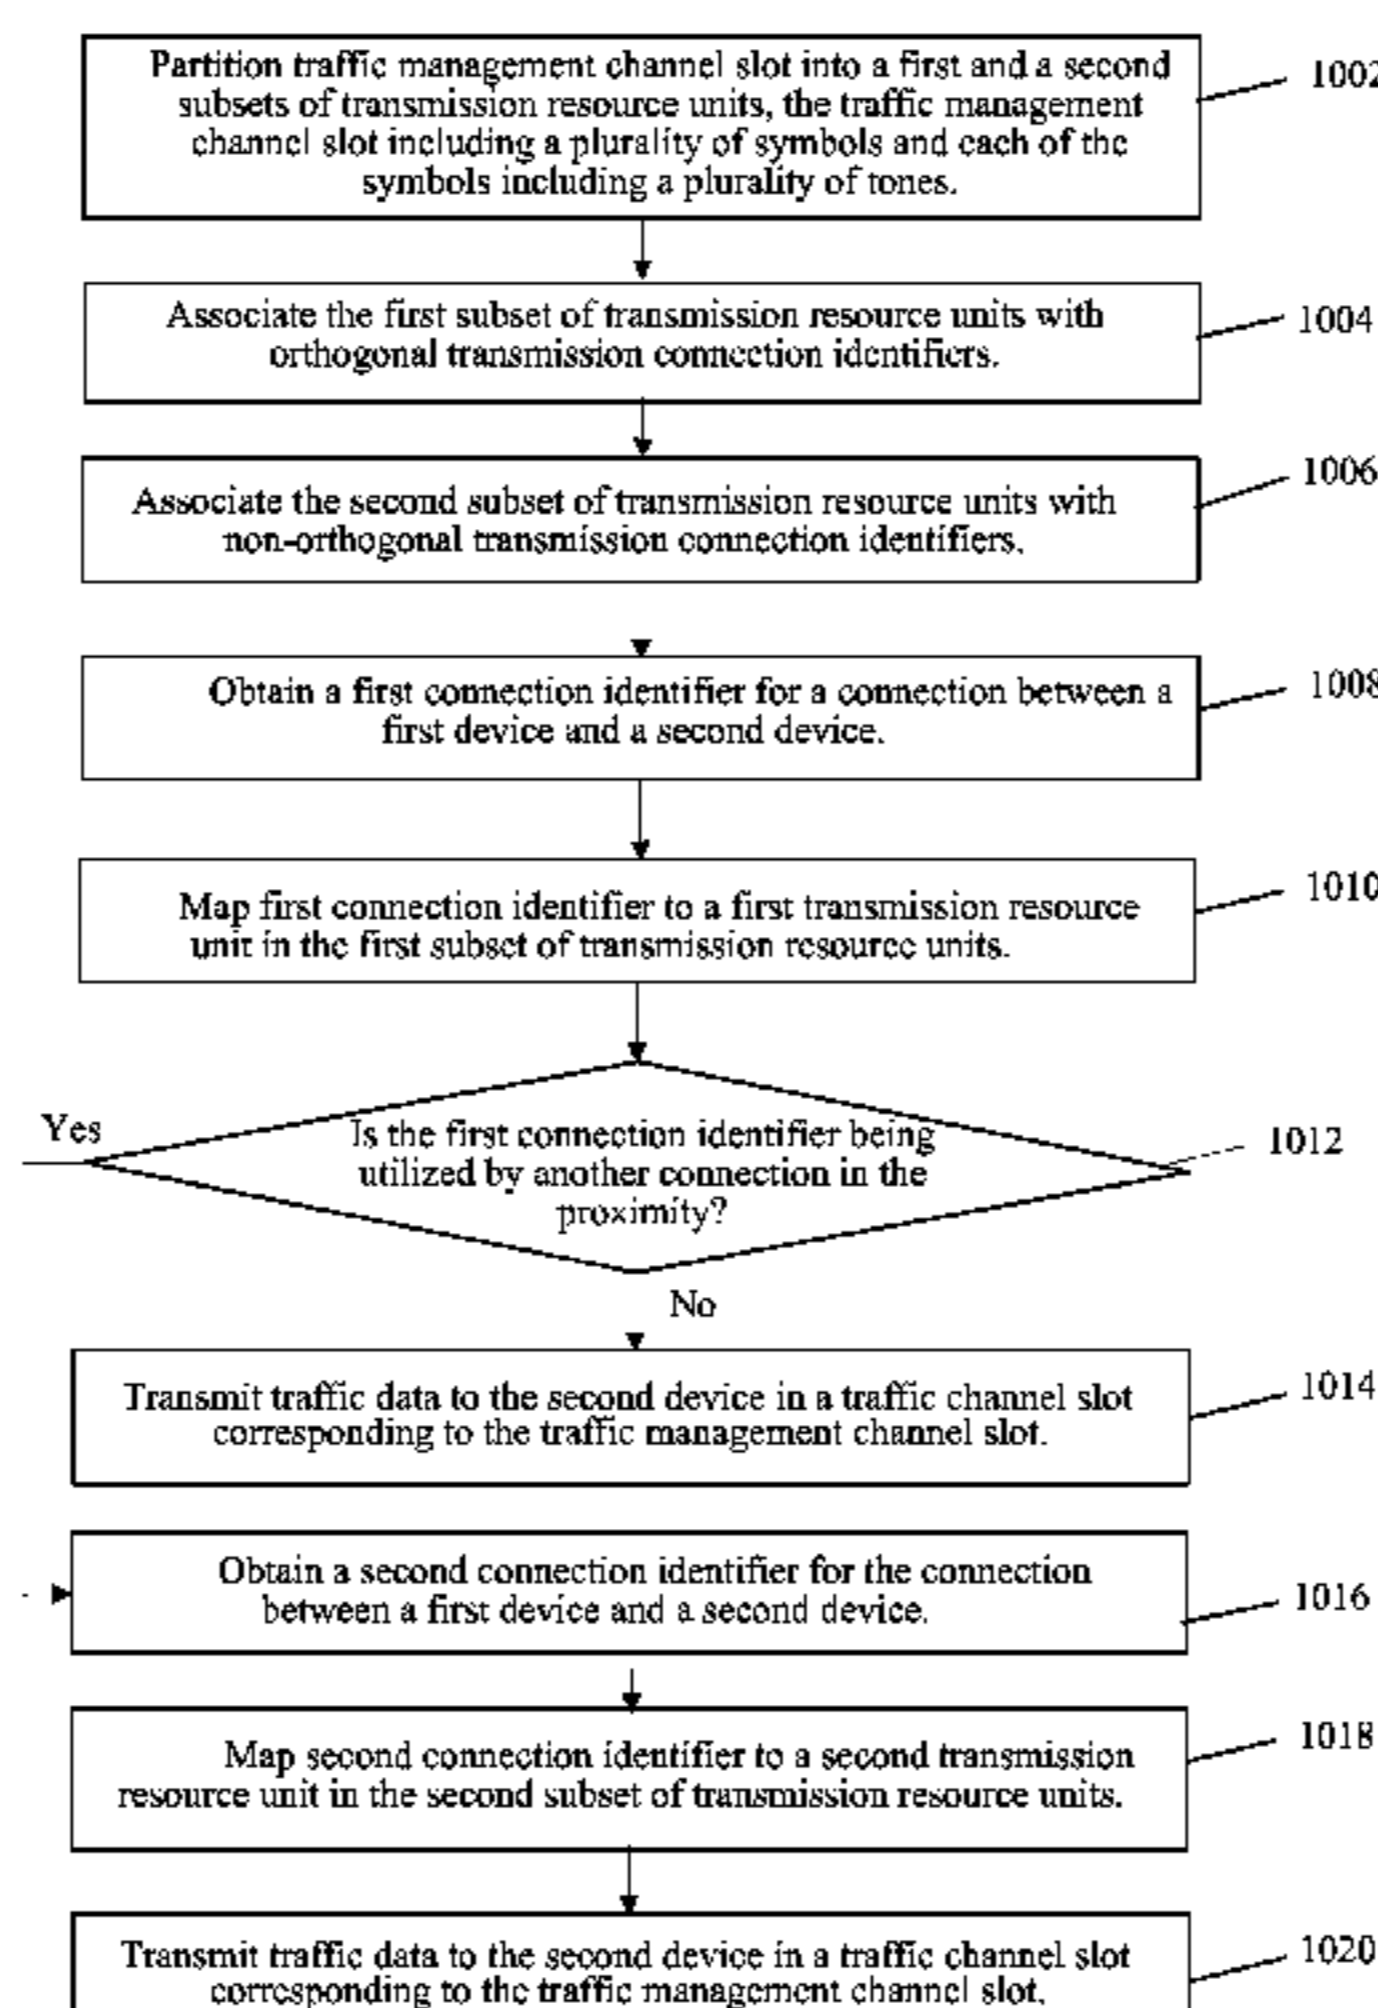 Partition traffic management channel slot into a first and a second
subsets of transmission resource units, the traffic management
channel slot including a plurality of symbols and each of the
symbols including a plurality of tones.
1002
Associate the first subset of transmission resource units with
orthogonal transmission connection identifiers.
1004
Associate the second subset of transmission resource units with
non-orthogonal transmission connection identifiers.
1006
Obtain a first connection identifier for a connection between a
first device and a second device.
1008
Map first connection identifier to a first transmission resource
unit in the first subset of transmission resource units.
1010
Yes
Is the first connection identifier being
utilized by another connection in the
proximity?
1012
No
Transmit traffic data to the second device in a traffic channel slot
corresponding to the traffic management channel slot.
1014
Obtain a second connection identifier for the connection
between a first device and a second device.
1016
Map second connection identifier to a second transmission
resource unit in the second subset of transmission resource units.
1018
Transmit traffic data to the second device in a traffic channel slot
corresponding to the traffic management channel slot.
1020